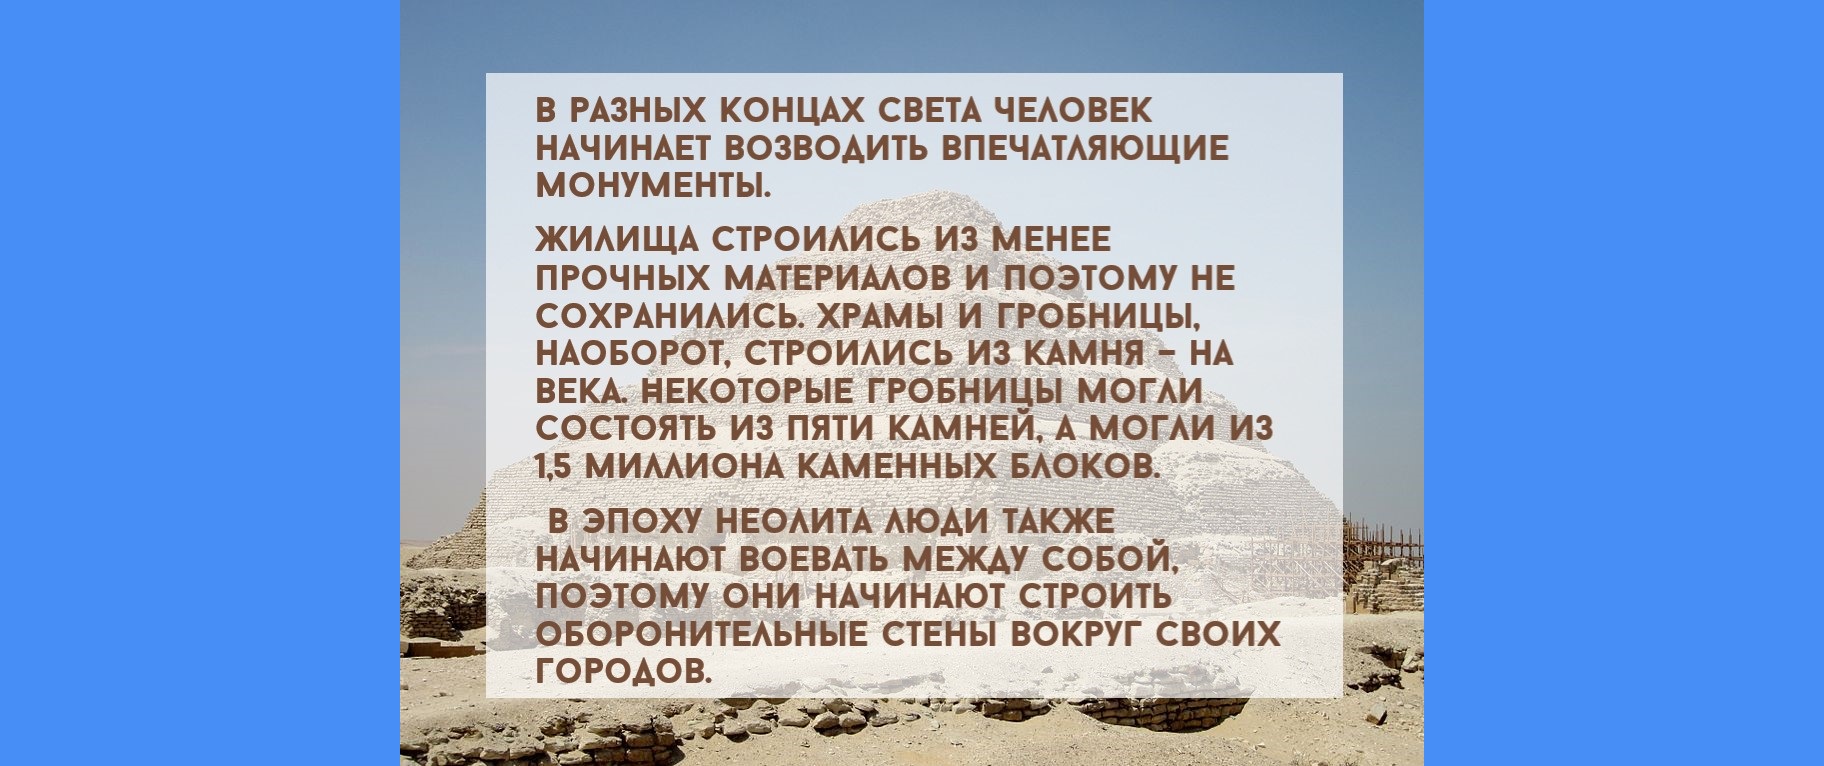 В РАЗНЫХ КОНЦАХ СВЕТА ЧЕЛОВЕК
НАЧИНАЕТ ВОЗВОДИТЬ ВПЕЧАТЛЯЮЩИЕ
МОНУМЕНТЫ.
ЖИЛИЩА СТРОИЛИСЬ ИЗ МЕНЕЕ
ПРОЧНЫХ МАТЕРИАЛОВ И ПОЭТОМУ НЕ
СОХРАНИЛИСЬ. ХРАМЫ И ГРОБНИЦЫ,
НАОБОРОТ, СТРОИЛИСЬ ИЗ КАМНЯ – НА
ВЕКА. НЕКОТОРЫЕ ГРОБНИЦЫ МОГЛИ
СОСТОЯТЬ ИЗ ПЯТИ КАМНЕЙ, А МОГЛИ ИЗ
1,5 МИЛЛИОНА КАМЕННЫХ БЛОКОВ.
В ЭПОХУ НЕОЛИТА ЛЮДИ ТАКЖЕ
НАЧИНАЮТ ВОЕВАТЬ МЕЖДУ СОБОЙ,
ПОЭТОМУ ОНИ НАЧИНАЮТ СТРОИТЬ
ОБОРОНИТЕЛЬНЫЕ СТЕНЫ ВОКРУГ СВОИХ
ГОРОДОВ.